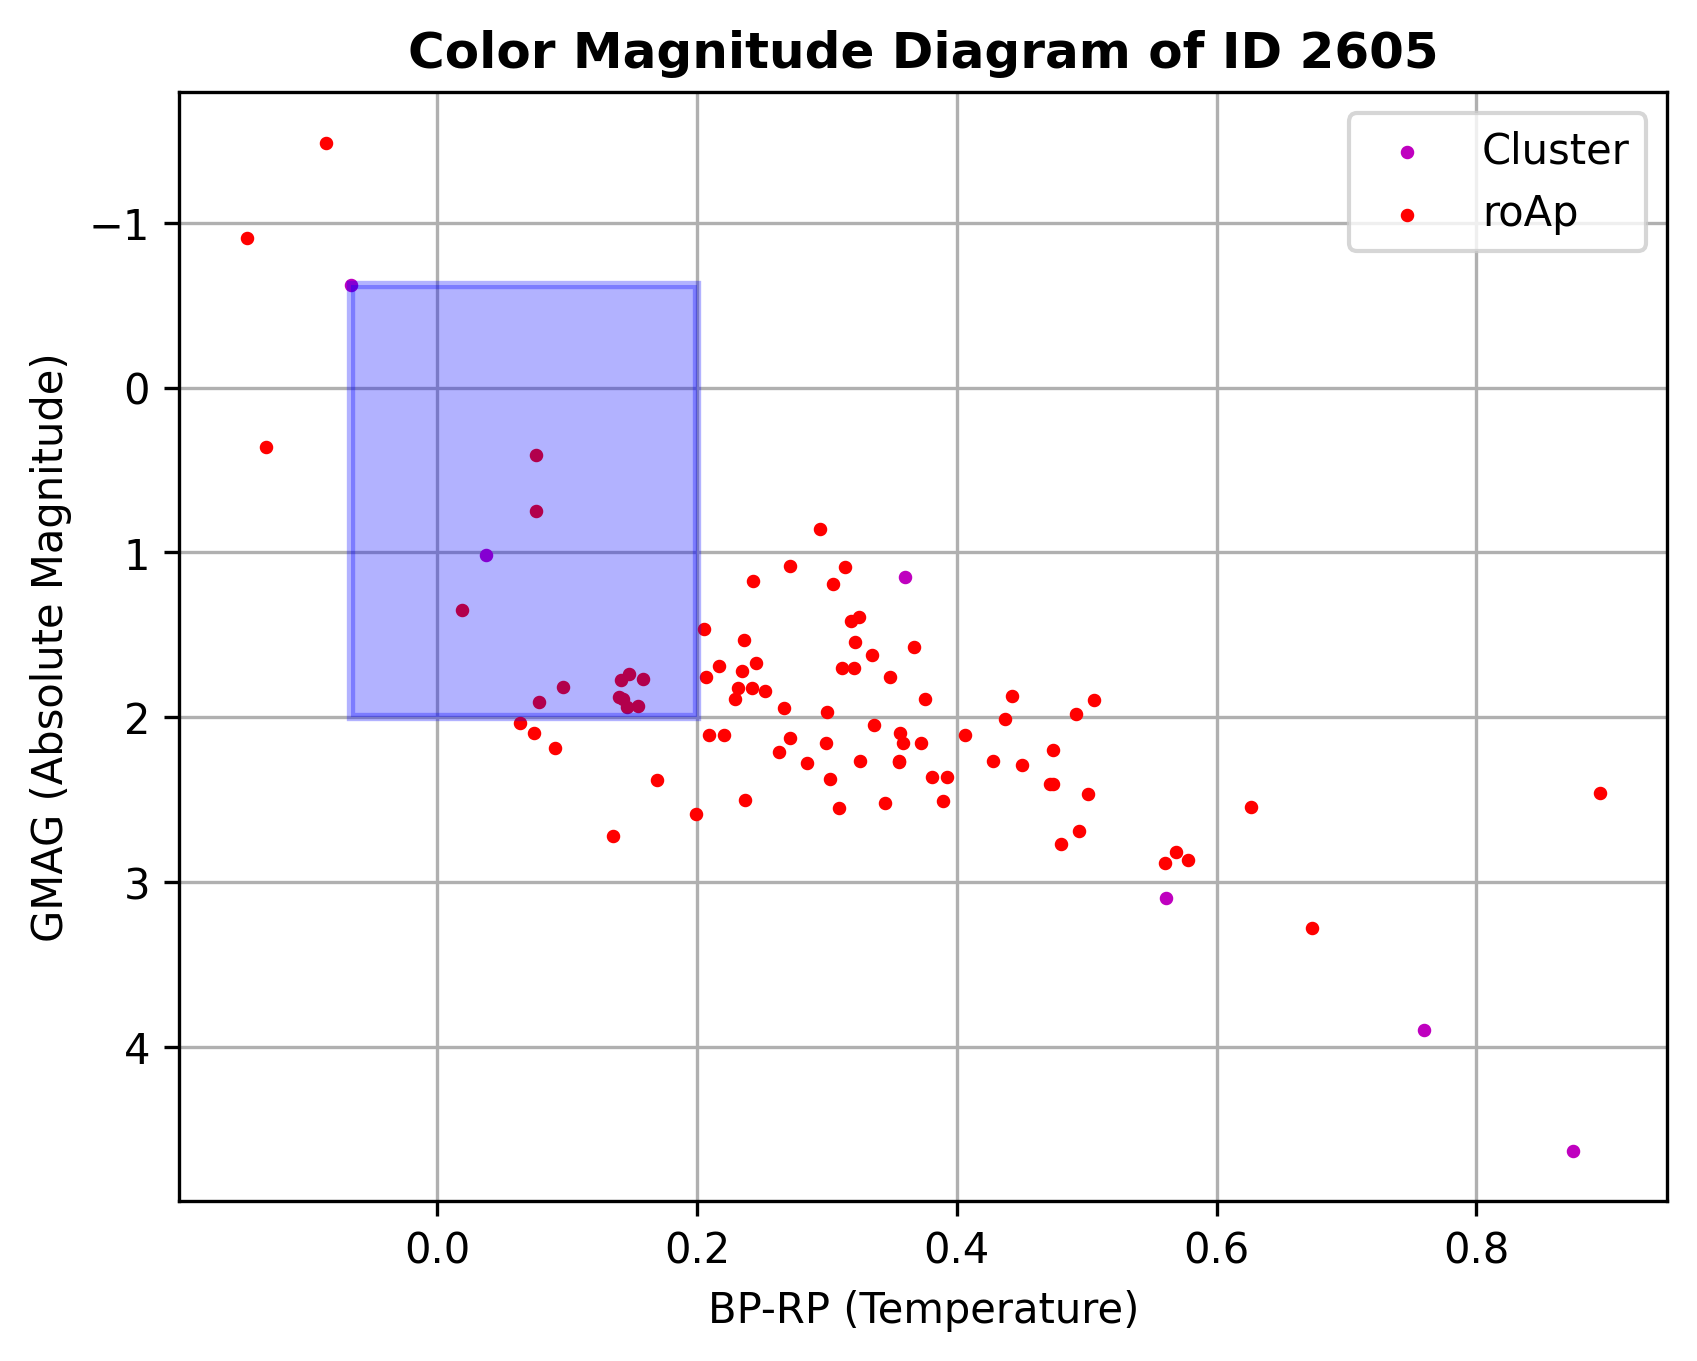 Color Magnitude Diagram of ID 2605
Cluster
roAp
GMAG (Absolute Magnitude)
−1
0
1
2
3
4
0.0 0.2 0.4 0.6 0.8
BP-RP (Temperature)